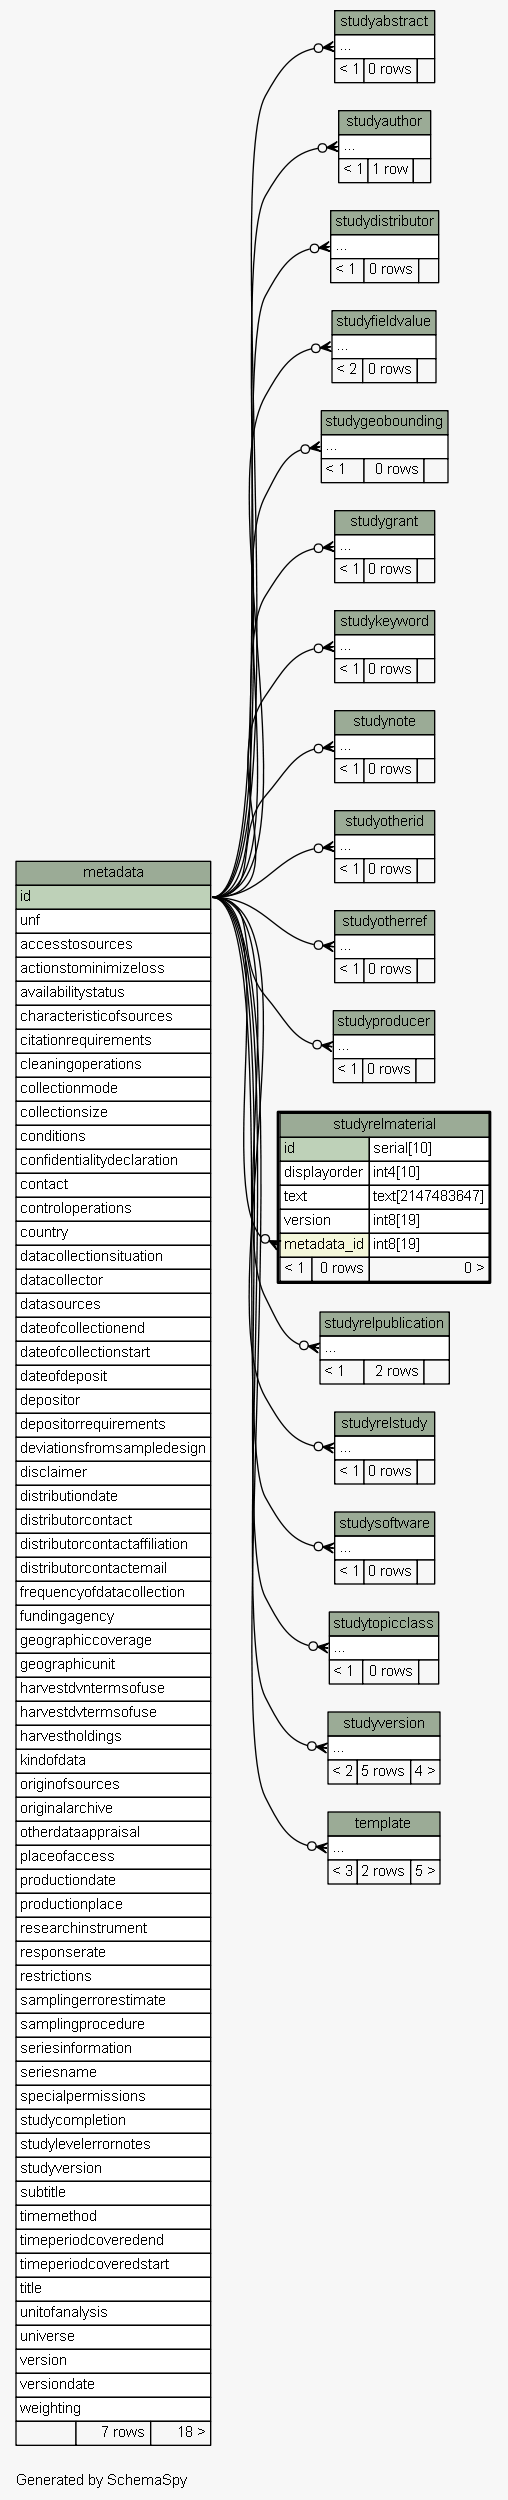 studyabstract
...
< 1 0 rows
studyauthor
...
< 1 1 row
studydistributor
...
< 1 0 rows
studyfieldvalue
...
< 2 0 rows
studygeobounding
...
< 1 0 rows
studygrant
...
< 1 0 rows
studykeyword
...
< 1 0 rows
studynote
...
< 1 0 rows
studyotherid
...
< 1 0 rows
studyotherref
...
< 1 0 rows
studyproducer
...
< 1 0 rows
studyrelmaterial
id serial[10]
displayorder int4[10]
text text[2147483647]
version int8[19]
metadata_id int8[19]
< 1 0 rows 0 >
studyrelpublication
...
< 1 2 rows
studyrelstudy
...
< 1 0 rows
studysoftware
...
< 1 0 rows
studytopicclass
...
< 1 0 rows
studyversion
...
< 2 5 rows 4 >
template
...
< 3 2 rows 5 >
metadata
id
unf
accesstosources
actionstominimizeloss
availabilitystatus
characteristicofsources
citationrequirements
cleaningoperations
collectionmode
collectionsize
conditions
confidentialitydeclaration
contact
controloperations
country
datacollectionsituation
datacollector
datasources
dateofcollectionend
dateofcollectionstart
dateofdeposit
depositor
depositorrequirements
deviationsfromsampledesign
disclaimer
distributiondate
distributorcontact
distributorcontactaffiliation
distributorcontactemail
frequencyofdatacollection
fundingagency
geographiccoverage
geographicunit
harvestdvntermsofuse
harvestdvtermsofuse
harvestholdings
kindofdata
originofsources
originalarchive
otherdataappraisal
placeofaccess
productiondate
productionplace
researchinstrument
responserate
restrictions
samplingerrorestimate
samplingprocedure
seriesinformation
seriesname
specialpermissions
studycompletion
studylevelerrornotes
studyversion
subtitle
timemethod
timeperiodcoveredend
timeperiodcoveredstart
title
unitofanalysis
universe
version
versiondate
weighting
7 rows 18 >
Generated by SchemaSpy